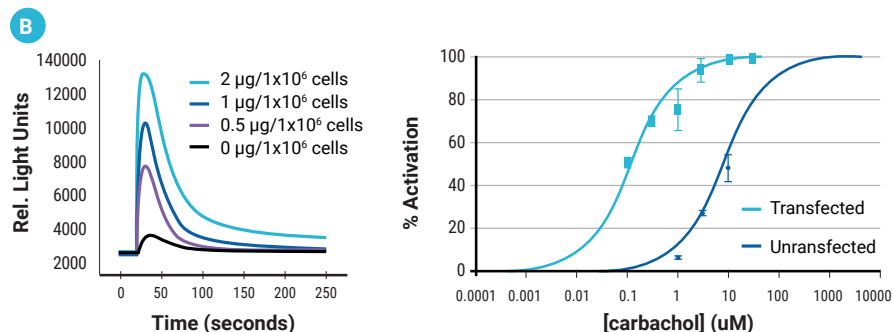 B
140000
12000
10000
8000
6000
4000
2000
Rel. Light Units
0
50
100
150
200
250
Time (seconds)
2 µg/1x10⁶ cells
1 µg/1x10⁶ cells
0.5 µg/1x10⁶ cells
0 µg/1x10⁶ cells
100
80
60
40
20
0
% Activation
0.0001
0.001
0.01
0.1
1
10
100
1000
10000
[carbachol] (uM)
Transfected
Unransfected